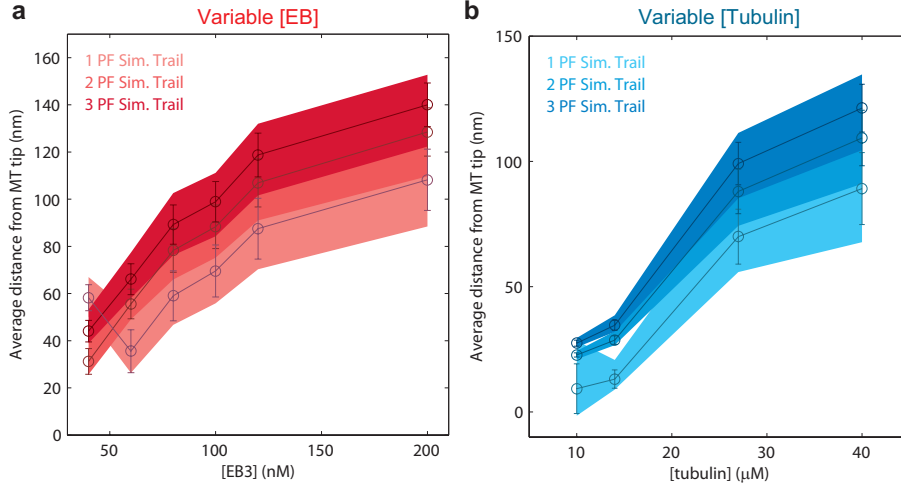 a
Variable [EB]
160
140
120
100
80
60
40
20
0
50
100
150
200
1 PF Sim. Trail
2 PF Sim. Trail
3 PF Sim. Trail
Average distance from MT tip (nm)
[EB3] (nM)
b
Variable [Tubulin]
150
100
50
0
10
20
30
40
1 PF Sim. Trail
2 PF Sim. Trail
3 PF Sim. Trail
Average distance from MT tip (nm)
[tubulin] (μM)